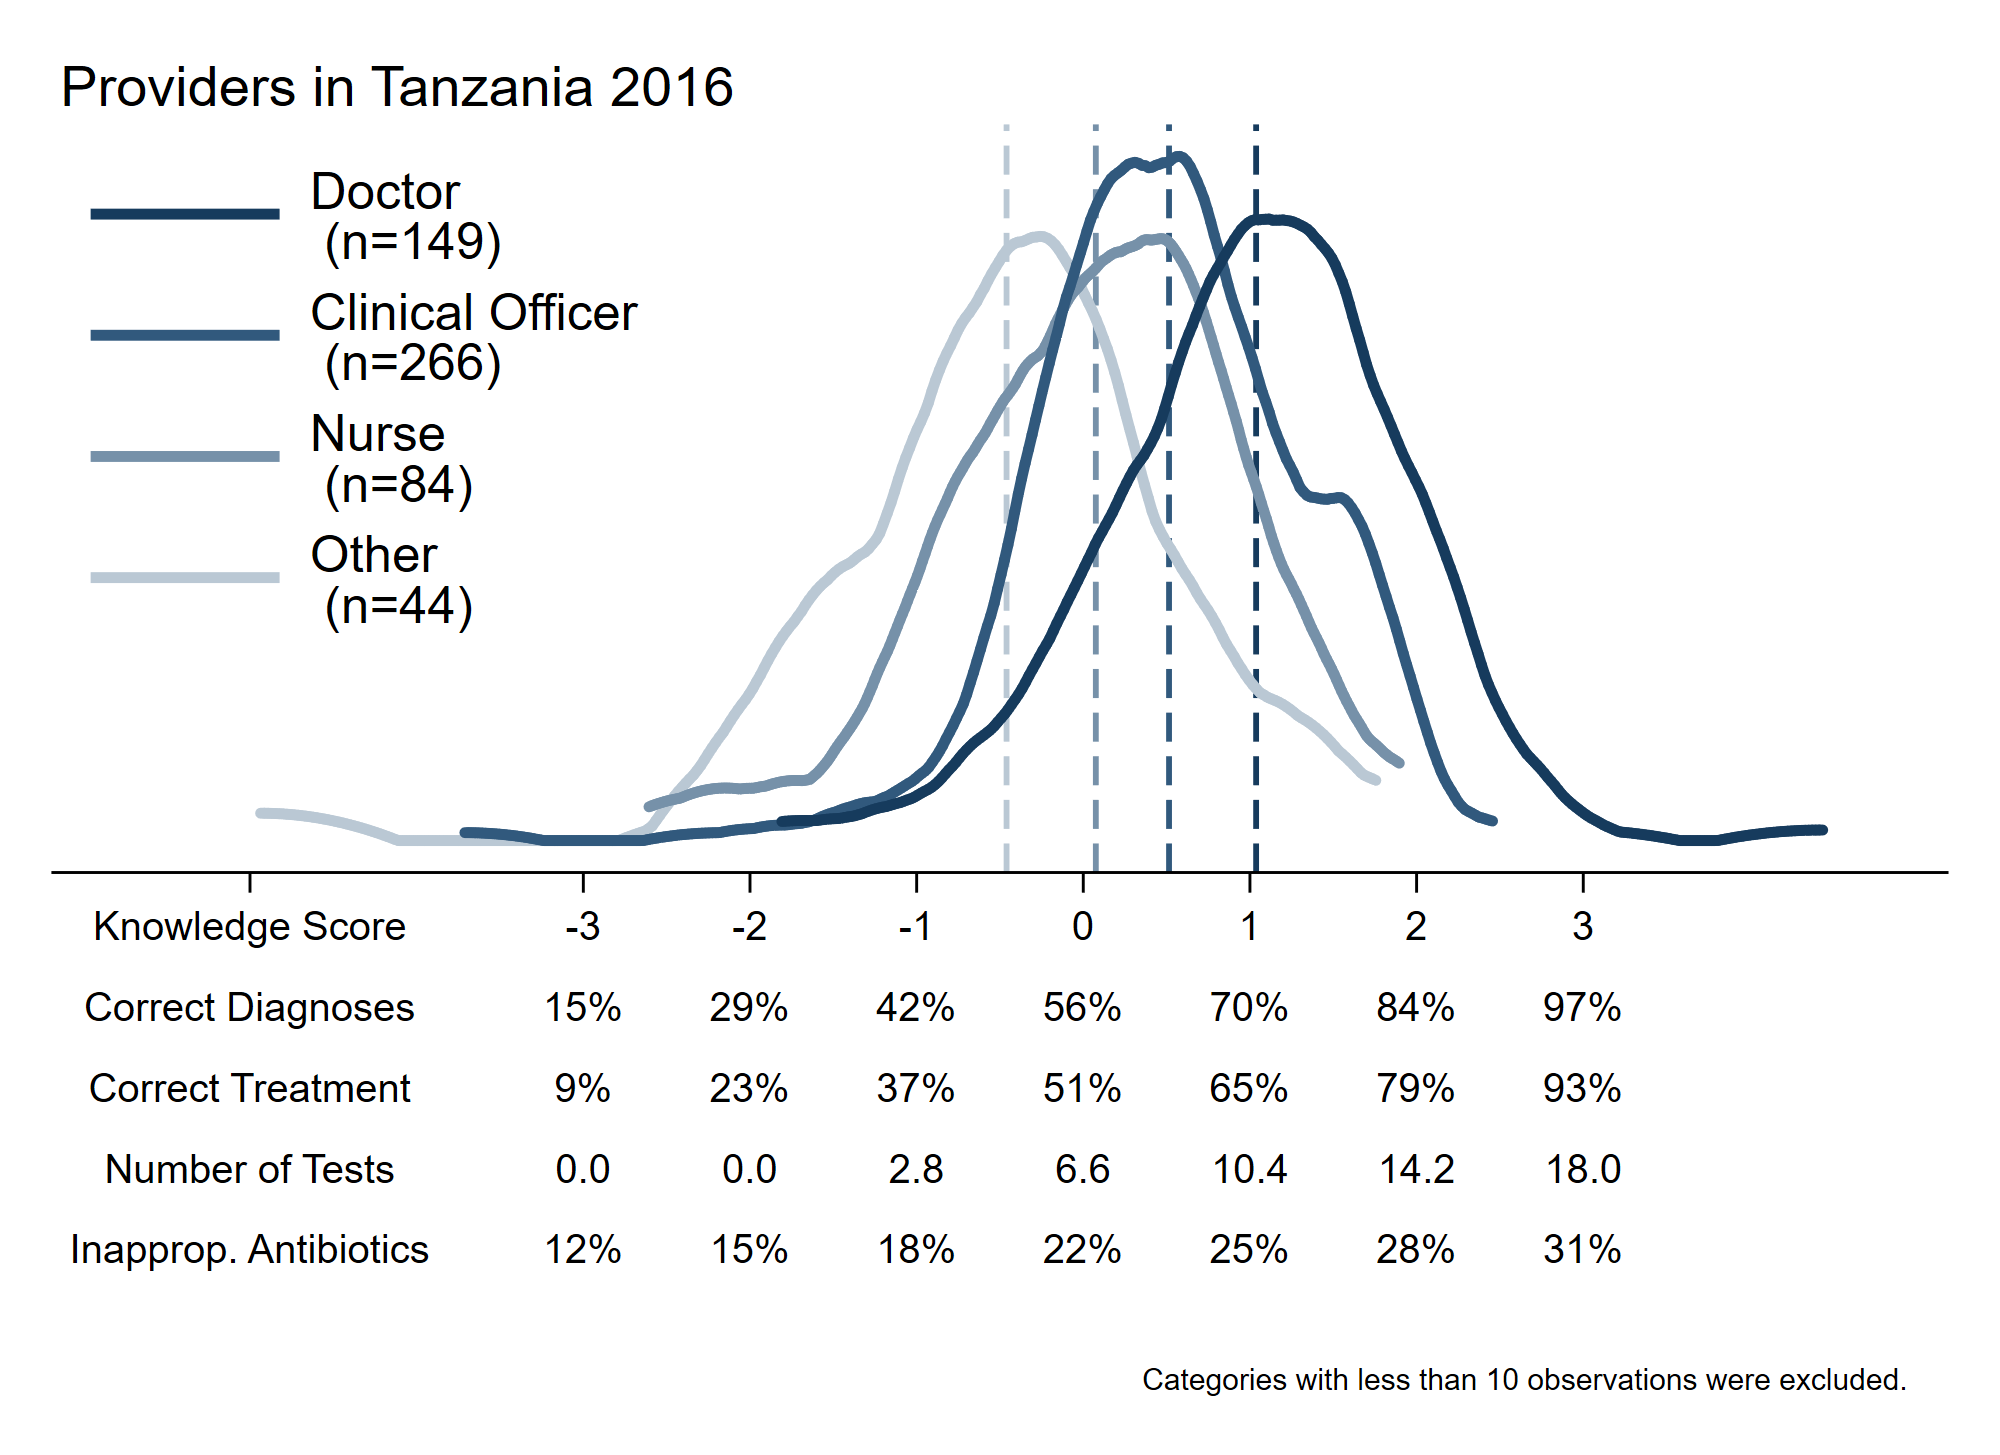 Providers in Tanzania 2016
Doctor
(n=149)
Clinical Officer
(n=266)
Nurse
(n=84)
Other
(n=44)
Knowledge Score -3 -2 -1 0 1 2 3
Correct Diagnoses 15% 29% 42% 56% 70% 84% 97%
Correct Treatment 9% 23% 37% 51% 65% 79% 93%
Number of Tests 0.0 0.0 2.8 6.6 10.4 14.2 18.0
Inapprop. Antibiotics 12% 15% 18% 22% 25% 28% 31%
Categories with less than 10 observations were excluded.